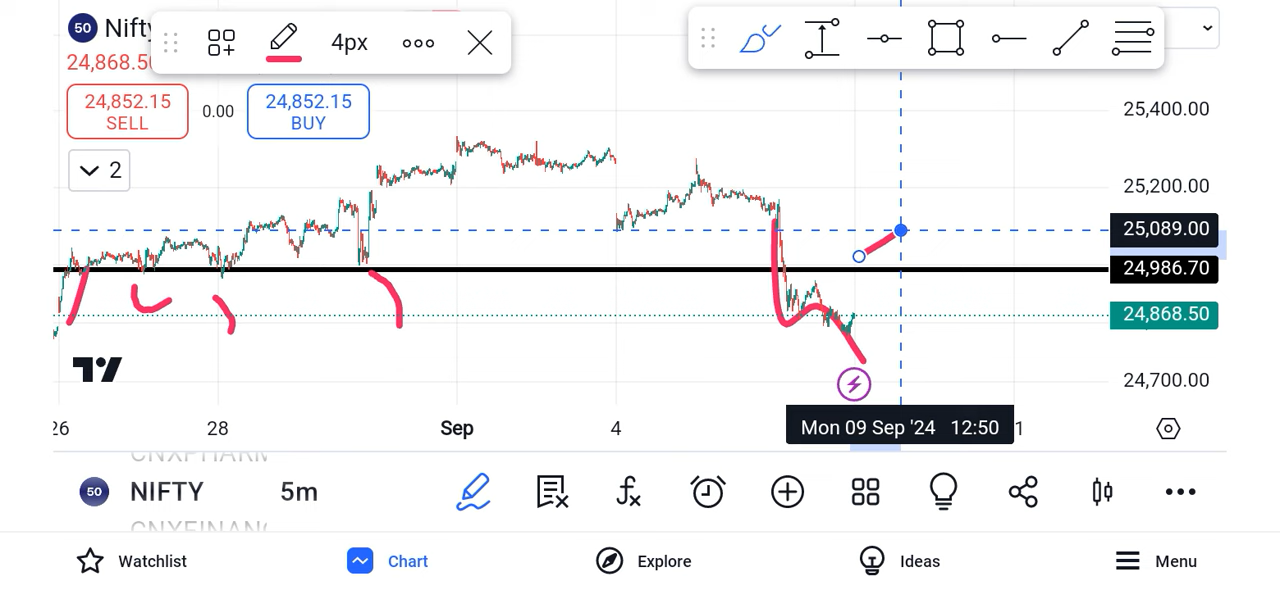 50 Nifty
4px
24,868.50
24,852.15
SELL
0.00
24,852.15
BUY
2
25,400.00
25,200.00
25,089.00
24,986.70
24,868.50
24,700.00
26
28
Sep
4
Mon 09 Sep '24 12:50
1
CNXPHARM
50 NIFTY
5m
CNXFINANC
Watchlist
Chart
Explore
Ideas
Menu